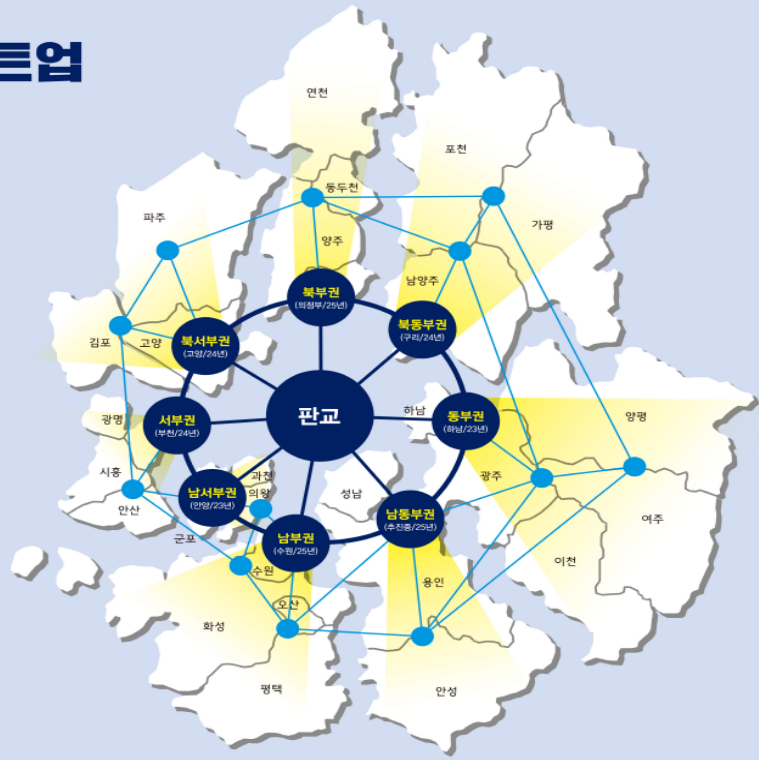 트업
연천
포천
동두천
파주
가평
양주
남양주
북부권
(의정부/25년)
북동부권
(구리/24년)
북서부권
(고양/24년)
김포
고양
판교
하남
동부권
(하남/23년)
양평
광명
서부권
(부천/24년)
시흥
안산
과천
의왕
성남
광주
남서부권
(안양/23년)
남동부권
(추진중/25년)
여주
군포
남부권
(수원/25년)
수원
이천
용인
오산
화성
평택
안성